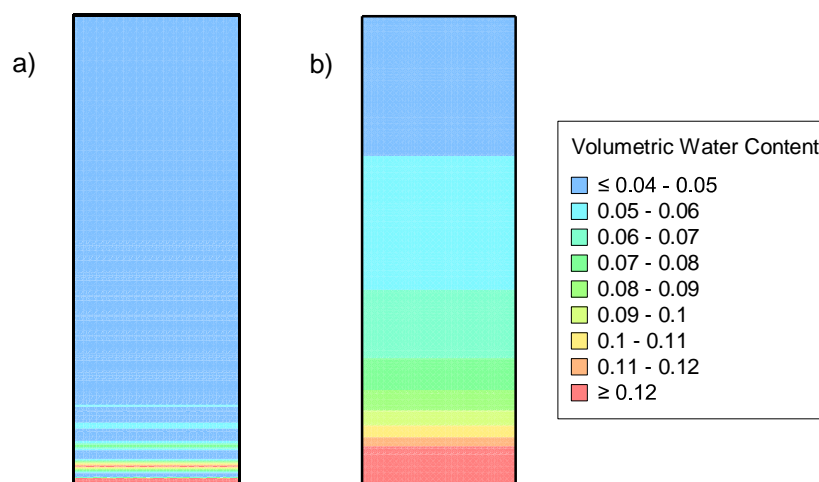 a)
b)
Volumetric Water Content
≤ 0.04 - 0.05
0.05 - 0.06
0.06 - 0.07
0.07 - 0.08
0.08 - 0.09
0.09 - 0.1
0.1 - 0.11
0.11 - 0.12
≥ 0.12